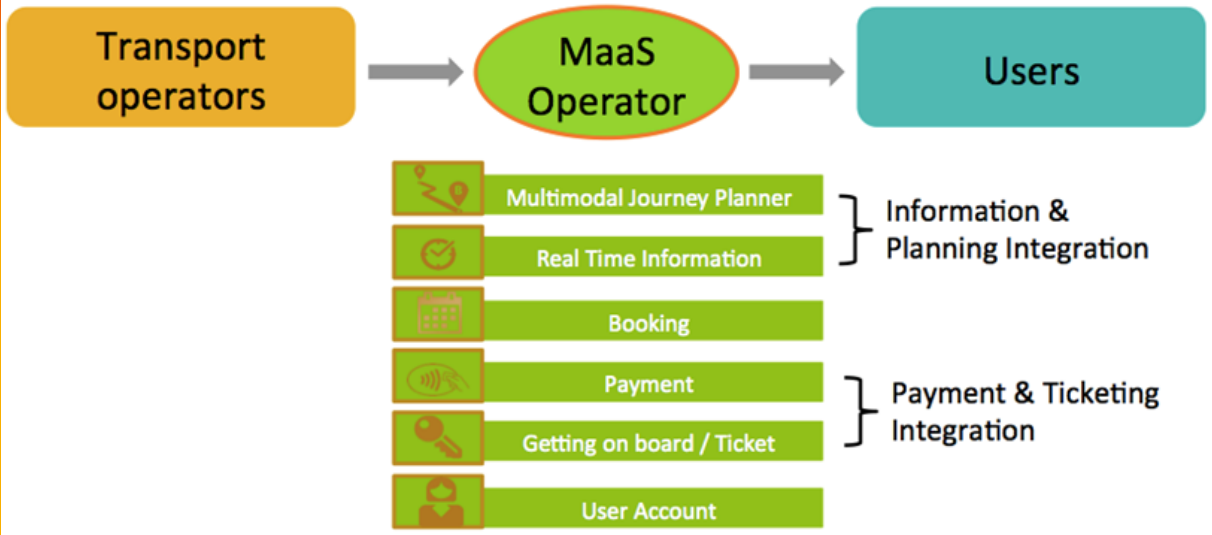 Transport
operators
MaaS
Operator
Users
Multimodal Journey Planner
Real Time Information
Booking
Payment
Getting on board / Ticket
User Account
Information &
Planning Integration
Payment & Ticketing
Integration